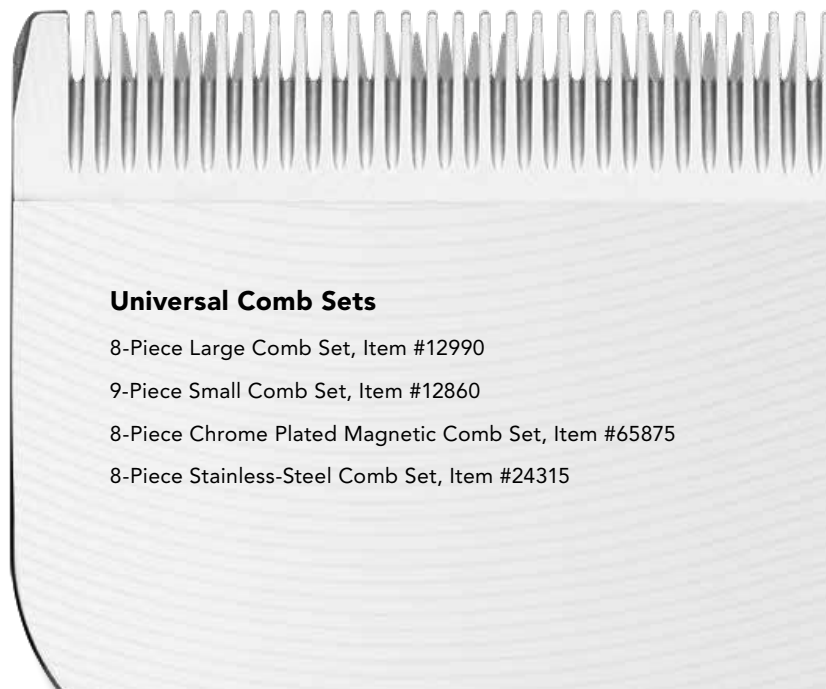 Universal Comb Sets
8-Piece Large Comb Set, Item #12990
9-Piece Small Comb Set, Item #12860
8-Piece Chrome Plated Magnetic Comb Set, Item #65875
8-Piece Stainless-Steel Comb Set, Item #24315